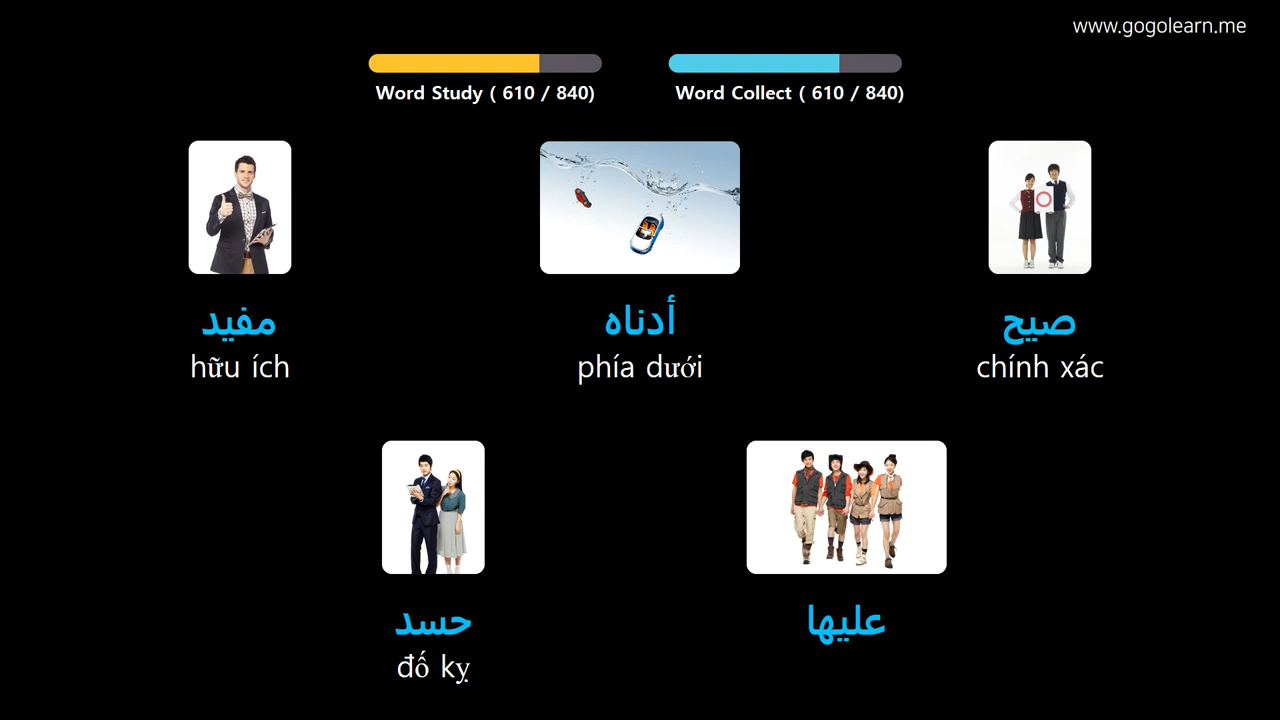 www.gogolearn.me
Word Study ( 610 / 840)
Word Collect ( 610 / 840)
مفيد
hữu ích
أدناه
phía dưới
صيح
chính xác
حسد
đố kỵ
عليها